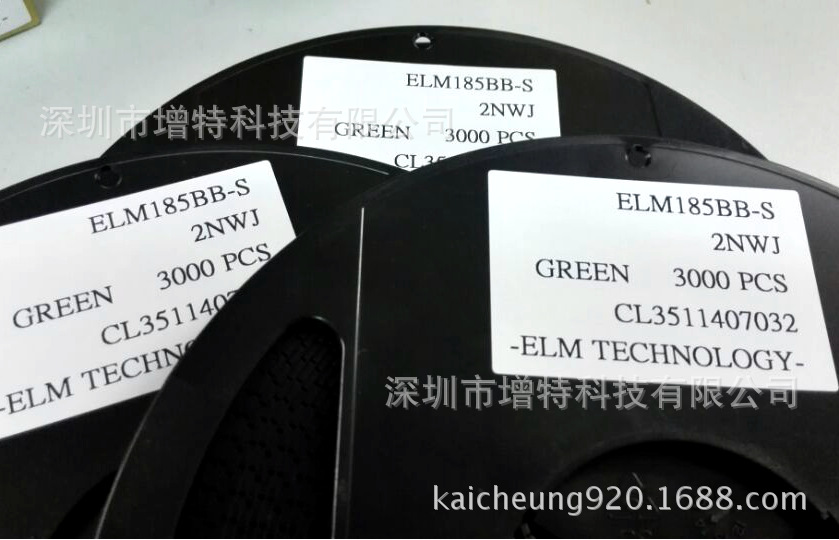 ELM185BB-S
2NWJ
GREEN 3000 PCS
深圳市增特科技有限公司
ELM185BB-S
2NWJ
GREEN 3000 PCS
-ELM
ELM185BB-S
2NWJ
GREEN 3000 PCS
CL3511407032
-ELM TECHNOLOGY-
深圳市增特科技有限公司
kaicheung920.1688.com